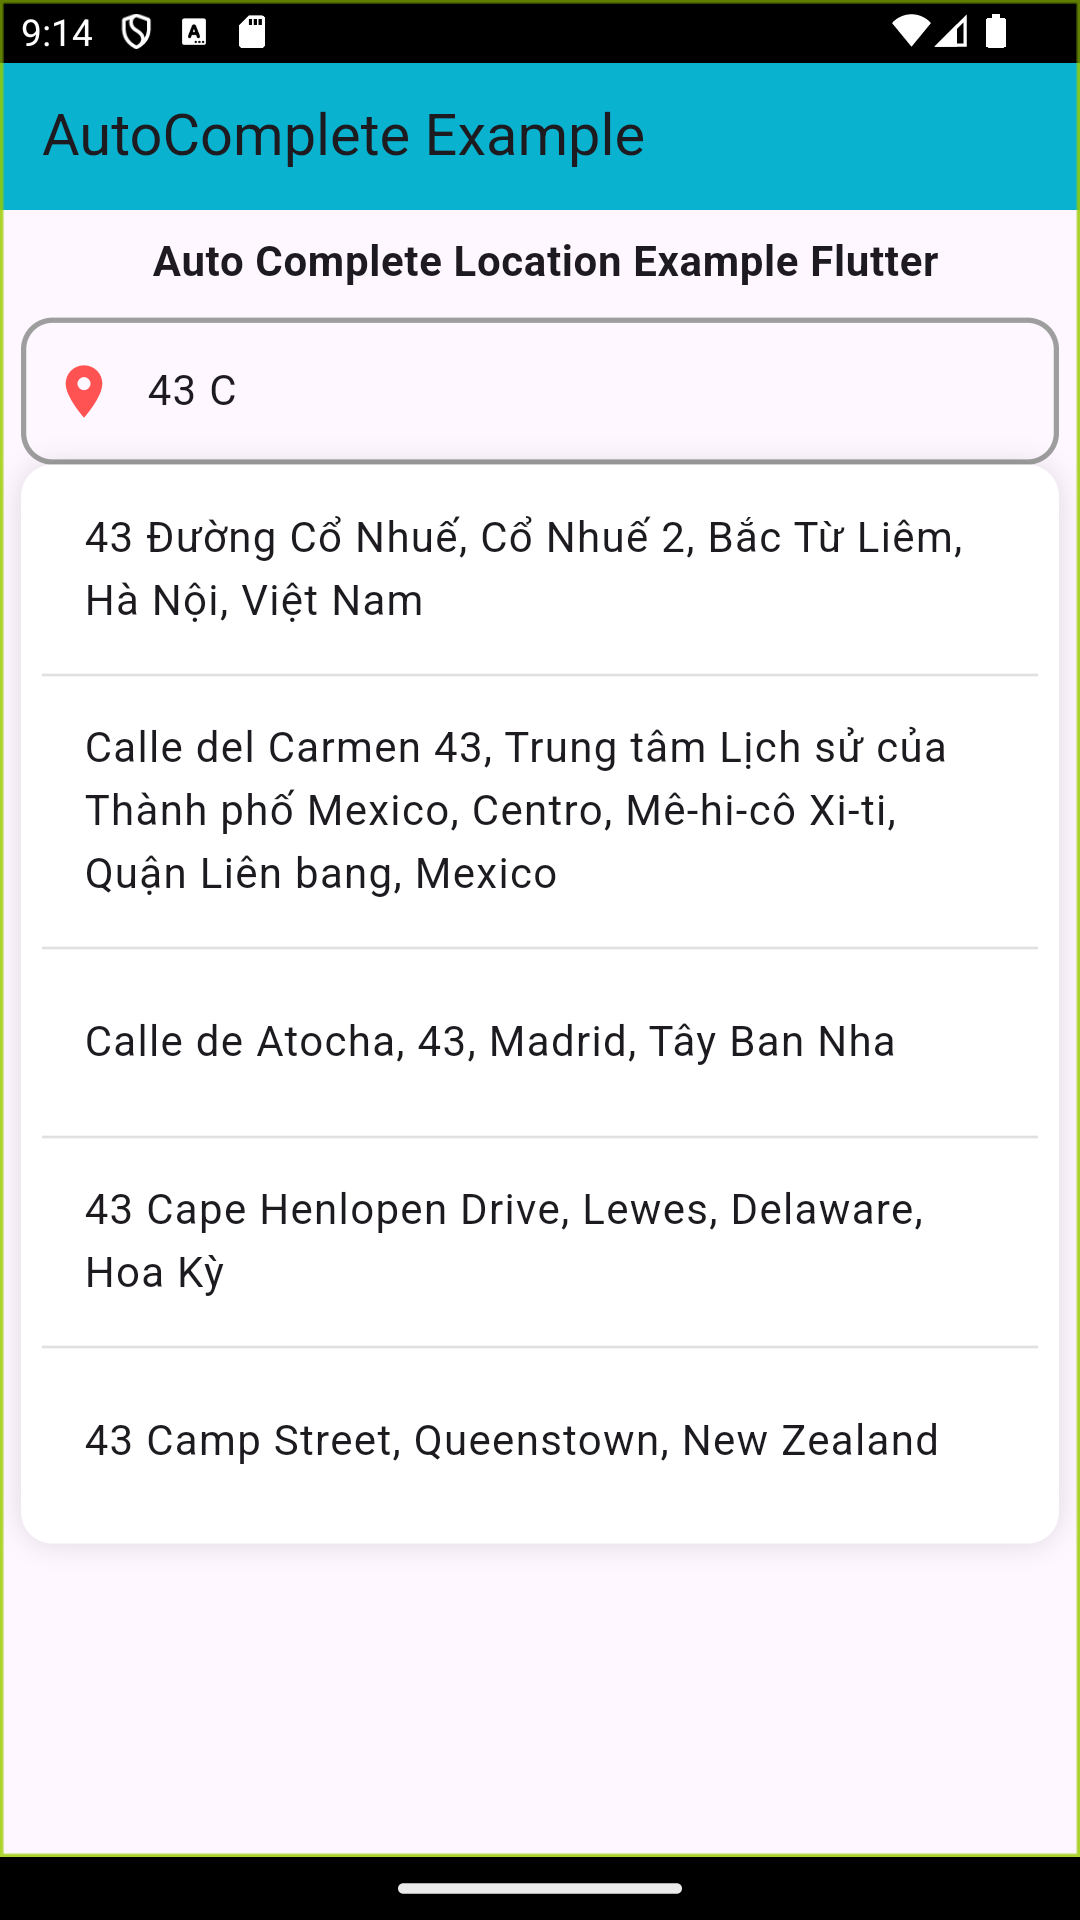 9:14
AutoComplete Example
Auto Complete Location Example Flutter
43 C
43 Đường Cổ Nhuế, Cổ Nhuế 2, Bắc Từ Liêm,
Hà Nội, Việt Nam
Calle del Carmen 43, Trung tâm Lịch sử của
Thành phố Mexico, Centro, Mê-hi-cô Xi-ti,
Quận Liên bang, Mexico
Calle de Atocha, 43, Madrid, Tây Ban Nha
43 Cape Henlopen Drive, Lewes, Delaware,
Hoa Kỳ
43 Camp Street, Queenstown, New Zealand